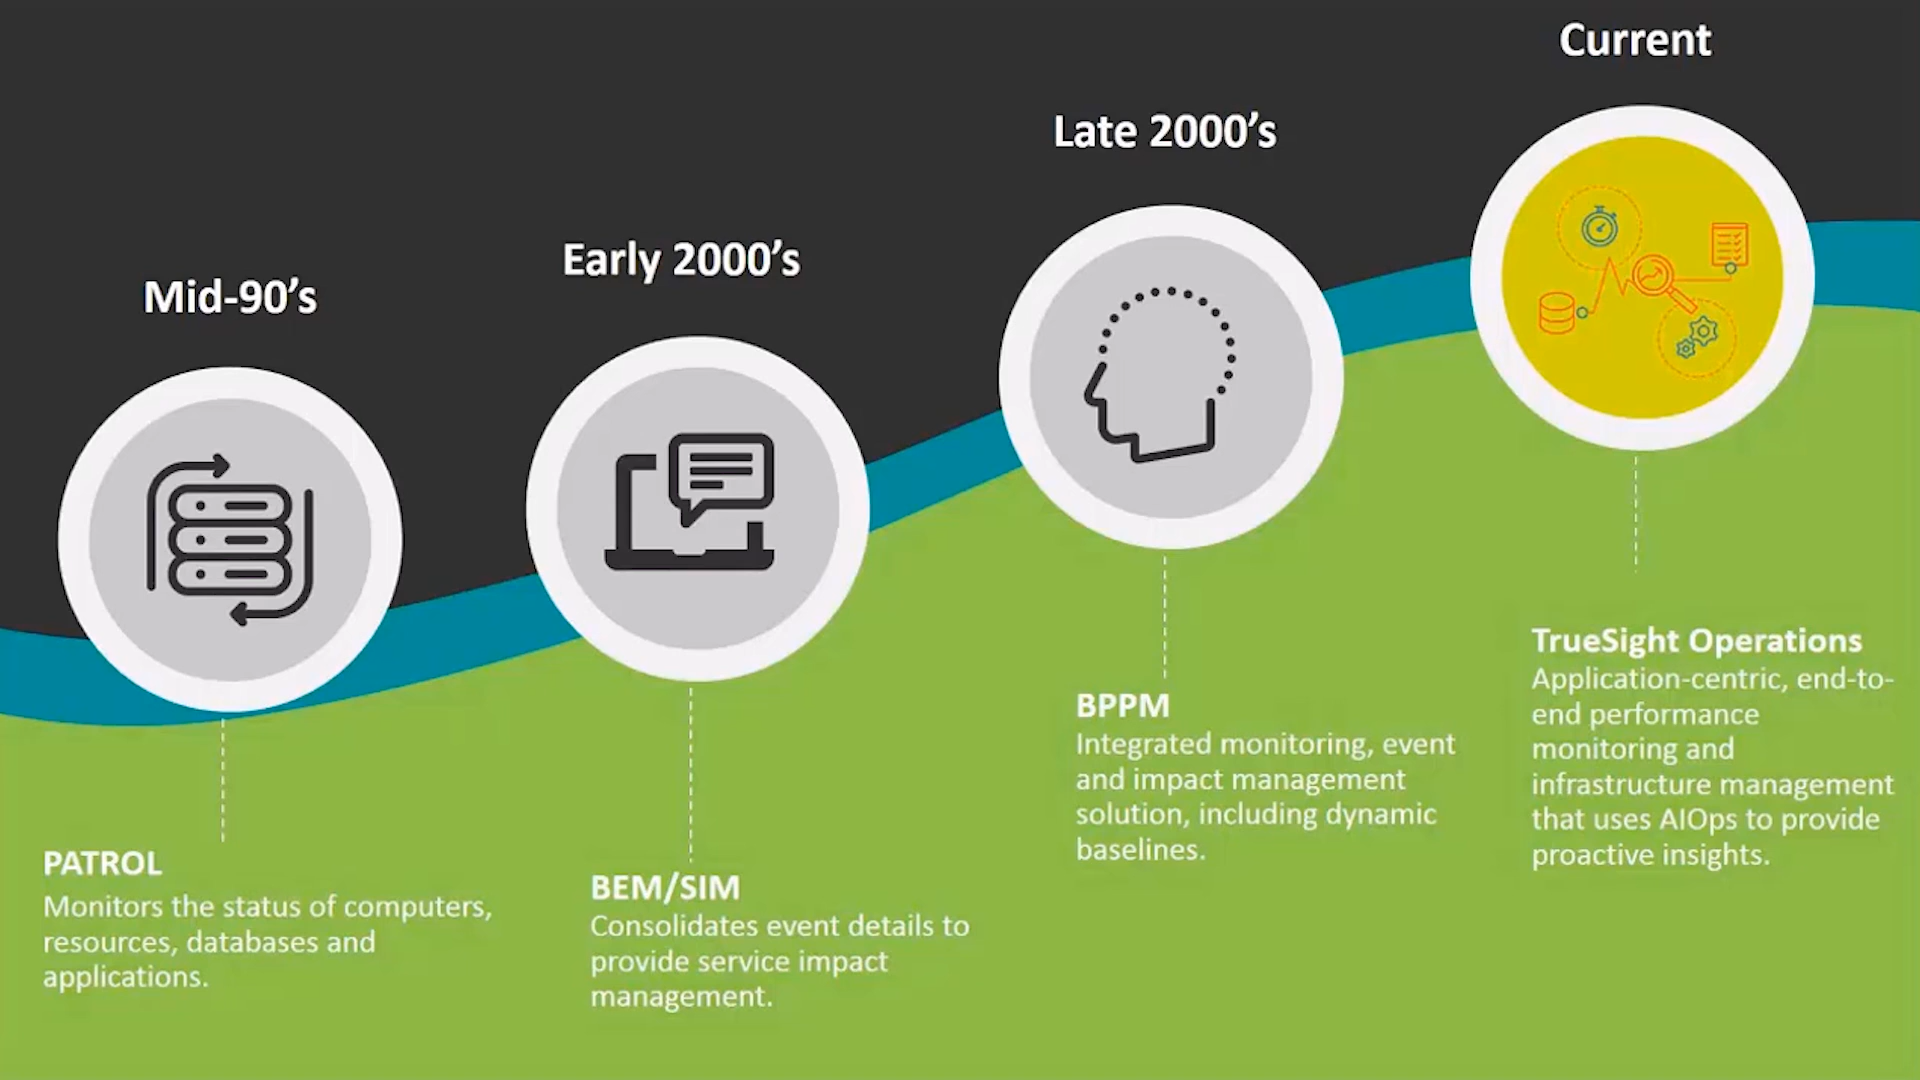 Mid-90’s
PATROL
Monitors the status of computers,
resources, databases and
applications.
Early 2000’s
BEM/SIM
Consolidates event details to
provide service impact
management.
Late 2000’s
BPPM
Integrated monitoring, event
and impact management
solution, including dynamic
baselines.
Current
TrueSight Operations
Application-centric, end-to-
end performance
monitoring and
infrastructure management
that uses AIOps to provide
proactive insights.